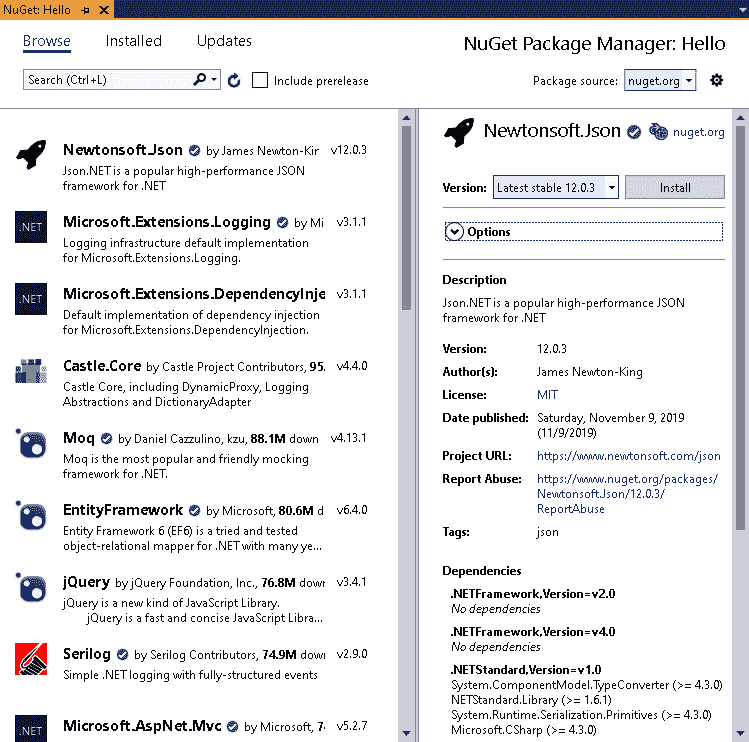 NuGet: Hello
Browse Installed Updates
NuGet Package Manager: Hello
Search (Ctrl+L)
Include prerelease
Package source: nuget.org
Newtonsoft.Json by James Newton-Kin v12.0.3
Json.NET is a popular high-performance JSON
framework for .NET
.NET
Microsoft.Extensions.Logging by Mi v3.1.1
Logging infrastructure default implementation
for Microsoft.Extensions.Logging.
.NET
Microsoft.Extensions.DependencyInje v3.1.1
Default implementation of dependency injection
for Microsoft.Extensions.DependencyInjection.
Castle.Core by Castle Project Contributors, 95. v4.4.0
Castle Core, including DynamicProxy, Logging
Abstractions and DictionaryAdapter
Moq by Daniel Cazzulino, kzu, 88.1M down v4.13.1
Moq is the most popular and friendly mocking
framework for .NET.
EntityFramework by Microsoft, 80.6M d v6.4.0
Entity Framework 6 (EF6) is a tried and tested
object-relational mapper for .NET with many ye...
jQuery by jQuery Foundation, Inc., 76.8M down v3.4.1
jQuery is a new kind of JavaScript Library.
jQuery is a fast and concise JavaScript Libra...
Serilog by Serilog Contributors, 74.9M down v2.9.0
Simple .NET logging with fully-structured events
.NET
Microsoft.AspNet.Mvc by Microsoft, 7 v5.2.7
Newtonsoft.Json nuget.org
Version: Latest stable 12.0.3 Install
Options
Description
Json.NET is a popular high-performance JSON
framework for .NET
Version: 12.0.3
Author(s): James Newton-King
License: MIT
Date published: Saturday, November 9, 2019
(11/9/2019)
Project URL: https://www.newtonsoft.com/json
Report Abuse: https://www.nuget.org/packages/
Newtonsoft.Json/12.0.3/
ReportAbuse
Tags: json
Dependencies
.NETFramework,Version=v2.0
No dependencies
.NETFramework,Version=v4.0
No dependencies
.NETStandard,Version=v1.0
System.ComponentModel.TypeConverter (>= 4.3.0)
NETStandard.Library (>= 1.6.1)
System.Runtime.Serialization.Primitives (>= 4.3.0)
Microsoft.CSharp (>= 4.3.0)